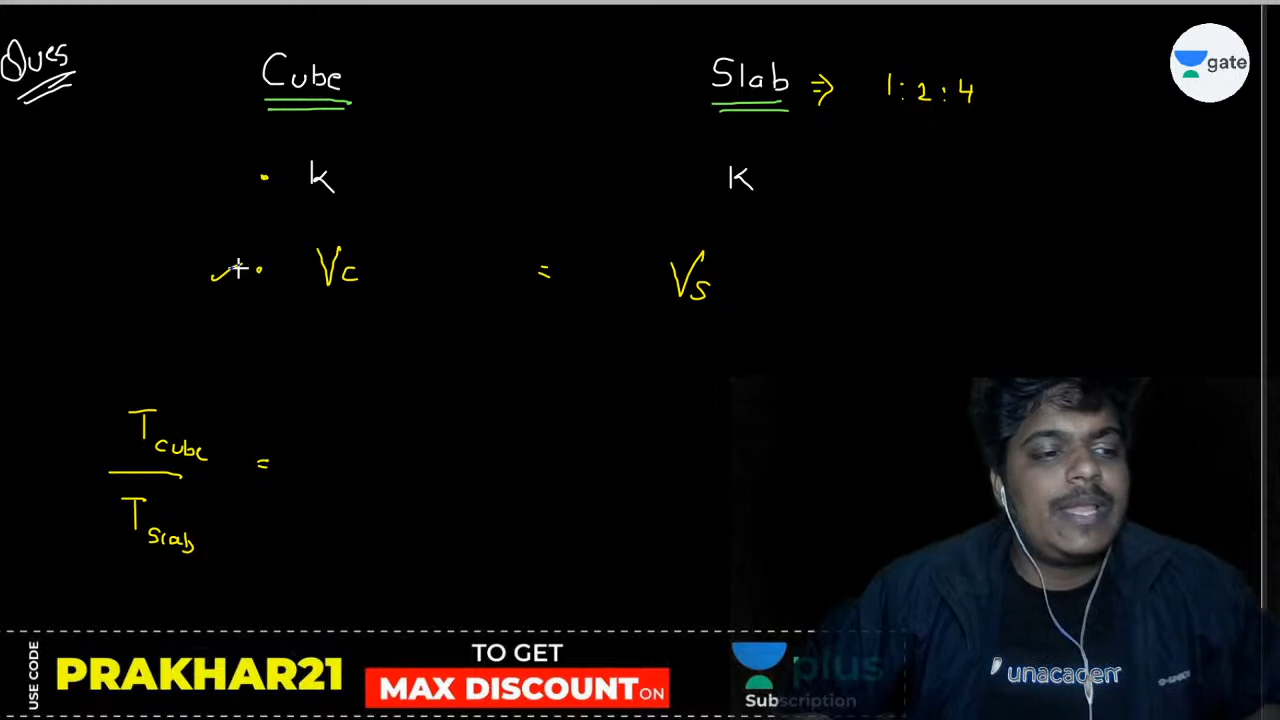 Ques
Cube
Slab ⇒ 1:2:4
gate
• k
K
• Vc = Vs
Tcube
Tslab
=
USE CODE
PRAKHAR21
TO GET
MAX DISCOUNT ON
plus
Subscription
unacadem